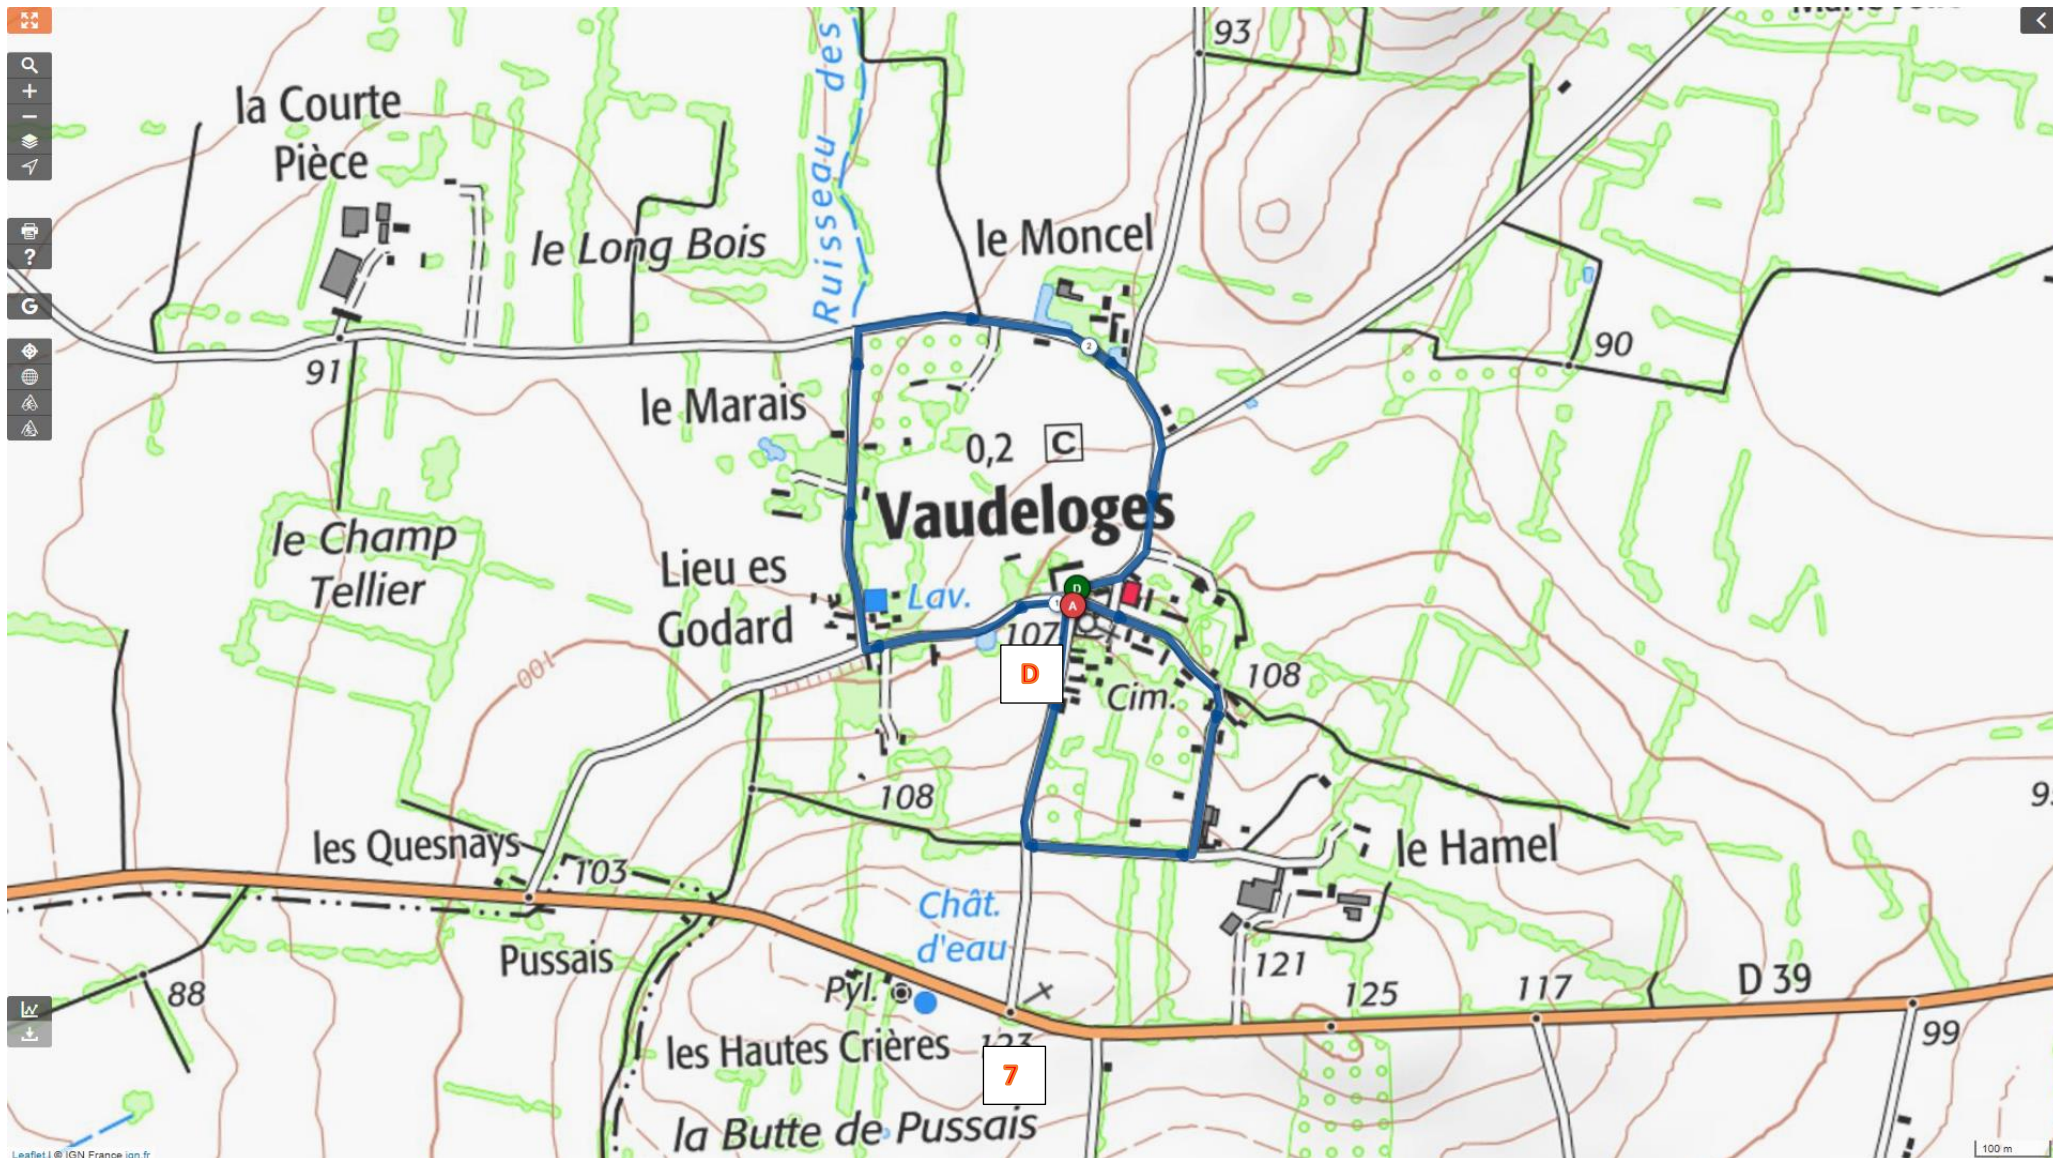 93
Ruisseau des
la Courte
Pièce
le Long Bois
le Moncel
?
G
91
90
2
le Marais
0,2 C
Vaudeloges
le Champ
Tellier
Lieu es
Godard
Lav.
D
1
A
107
D
108
Cim.
100
108
les Quesnays
103
le Hamel
Chât.
d'eau
Pussais
121
125
117
D 39
88
Pyl.
99
les Hautes Crières
123
7
la Butte de Pussais
Leaflet | © IGN France ign.fr
100 m